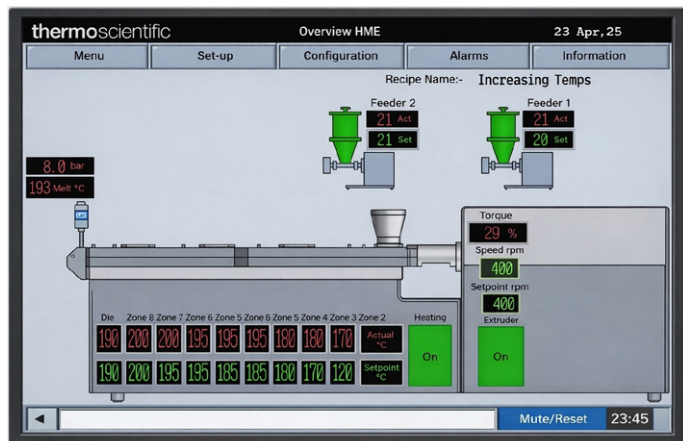 thermoscientific Overview HME 23 Apr,25
Menu Set-up Configuration Alarms Information
Recipe Name:- Increasing Temps
Feeder 2 Feeder 1
21 Act 21 Act
21 Set 20 Set
8.0 bar
193 Melt °C
Torque
29 %
Speed rpm
400
Setpoint rpm
400
Extruder
On
Die Zone 8 Zone 7 Zone 6 Zone 5 Zone 6 Zone 5 Zone 4 Zone 3 Zone 2 Heating
190 200 200 195 195 195 180 180 170 Actual °C
On
190 200 195 195 185 185 180 170 120 Setpoint °C
Mute/Reset 23:45